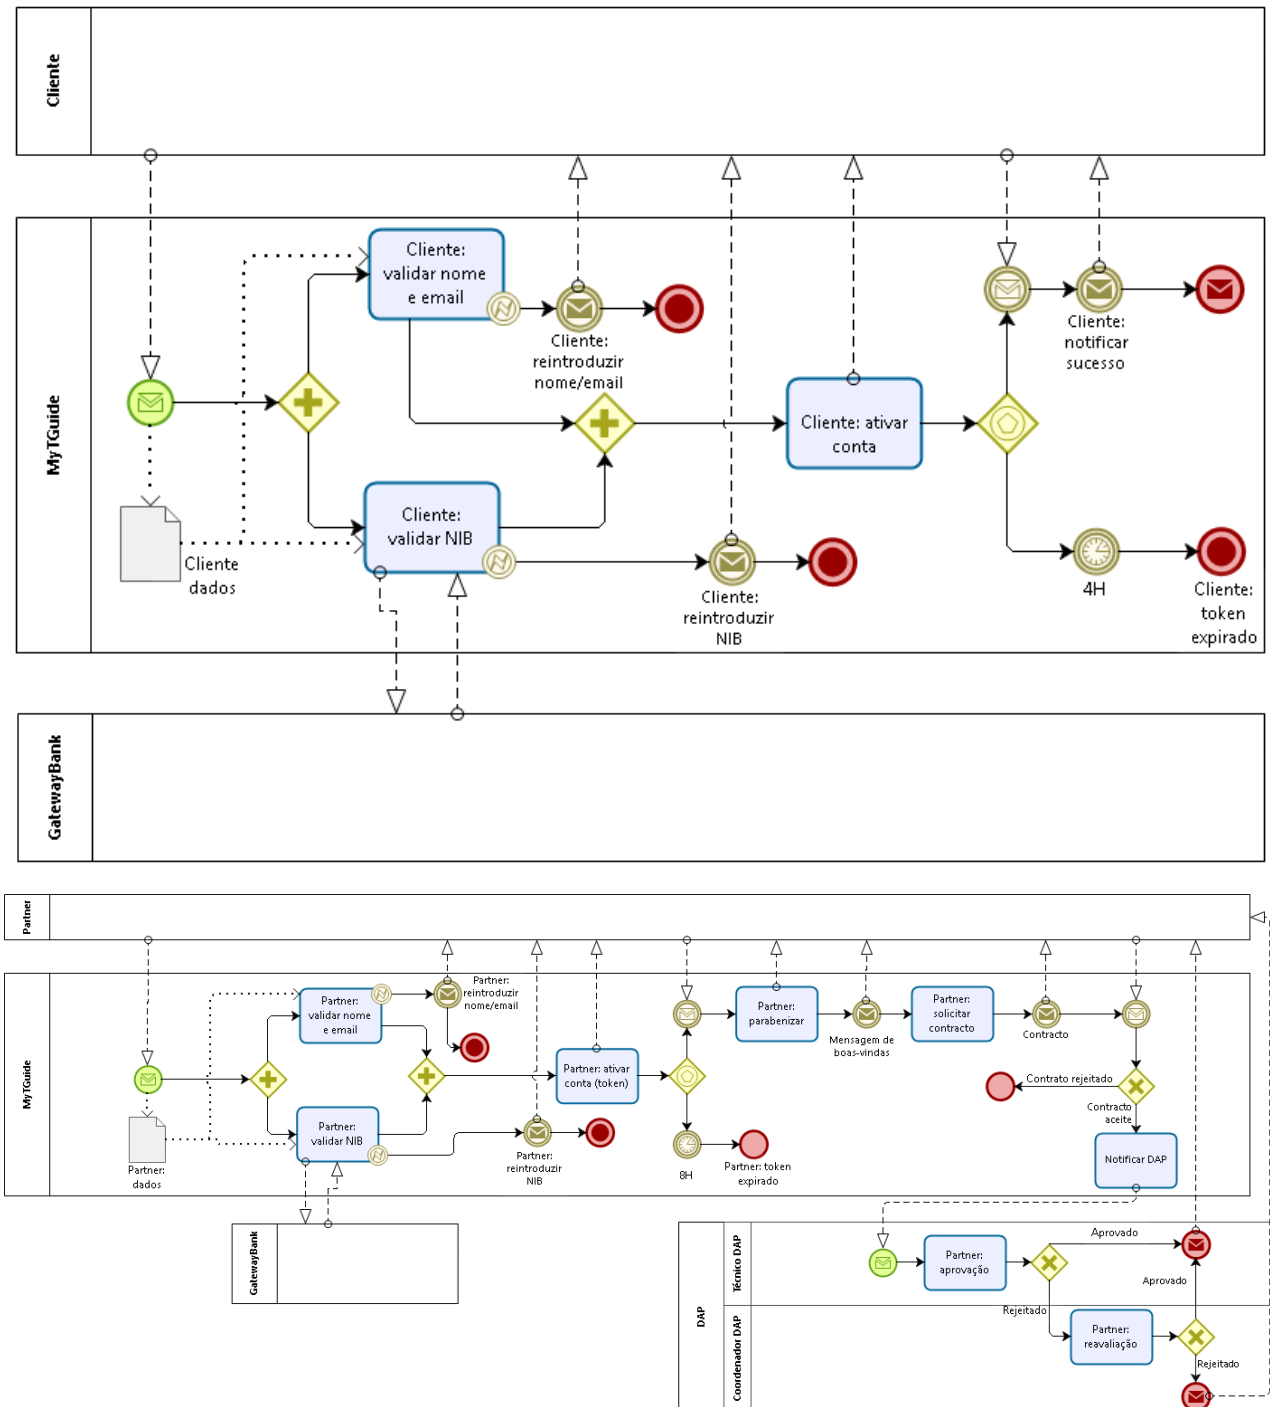 Cliente
MyTGuide
Cliente:
validar nome
e email
Cliente:
reintroduzir
nome/email
Cliente:
notificar
sucesso
Cliente: ativar
conta
Cliente:
validar NIB
Cliente
dados
Cliente:
reintroduzir
NIB
4H
Cliente:
token
expirado
GatewayBank
Partner
MyTGuide
Partner:
validar nome
e email
Partner:
reintroduzir
nome/email
Partner:
parabenizar
Mensagem de
boas-vindas
Partner:
solicitar
contracto
Contracto
Partner: ativar
conta (token)
Contrato rejeitado
Contracto
aceite
Partner:
validar NIB
Partner:
dados
Partner:
reintroduzir
NIB
8H
Partner: token
expirado
Notificar DAP
GatewayBank
DAP
Técnico DAP
Partner:
aprovação
Aprovado
Aprovado
Rejeitado
Coordenador DAP
Partner:
reavaliação
Rejeitado